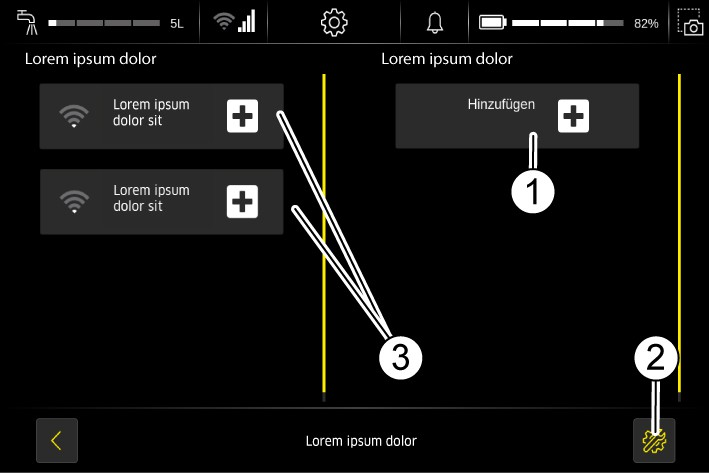 5L
82%
Lorem ipsum dolor
Lorem ipsum dolor
Lorem ipsum
dolor sit
Hinzufügen
1
Lorem ipsum
dolor sit
3
2
Lorem ipsum dolor